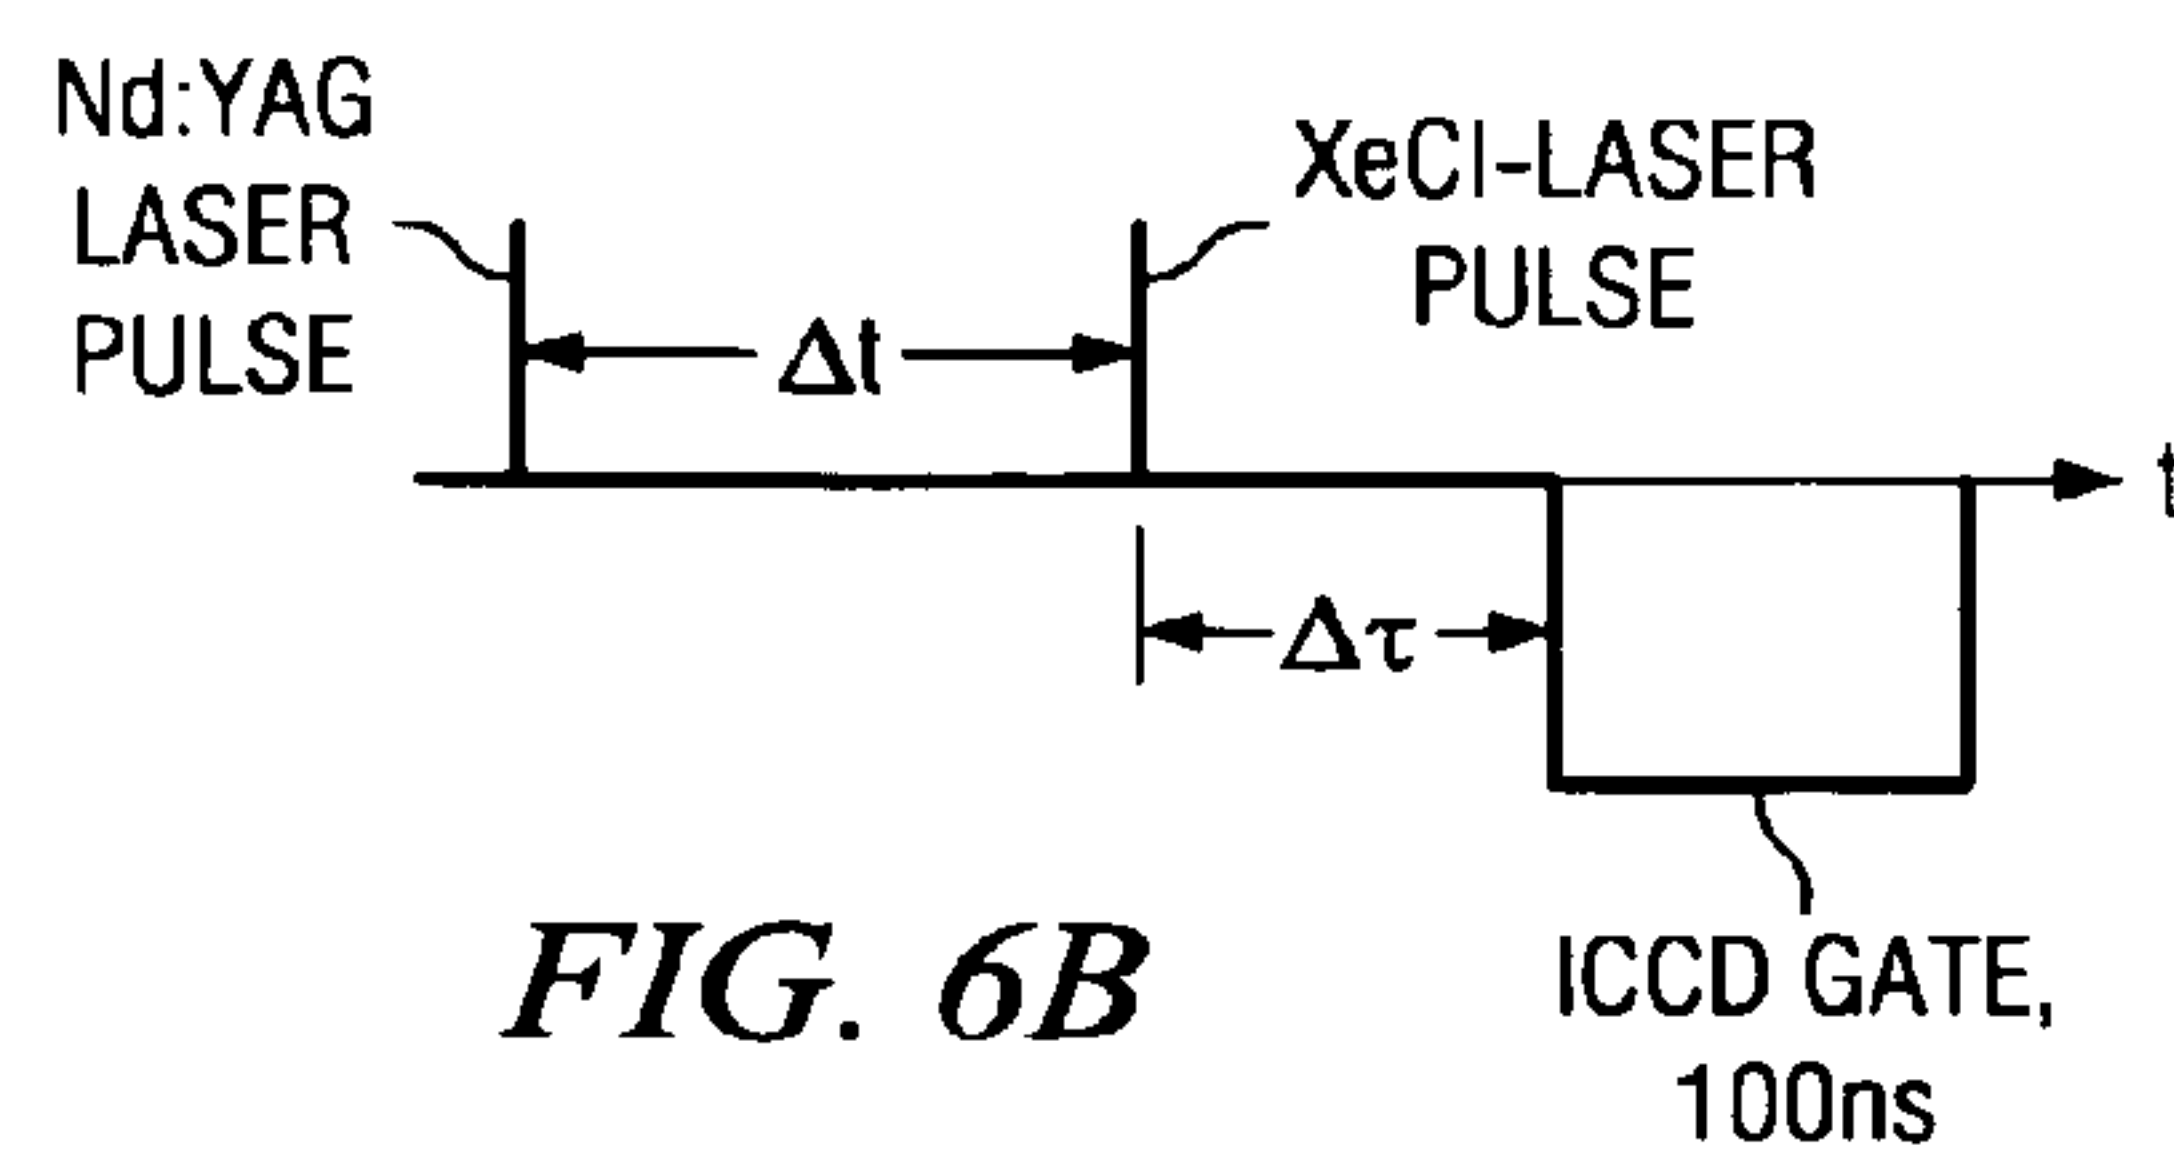 Nd:YAG
LASER
PULSE
XeCl-LASER
PULSE
Δt
t
Δτ
ICCD GATE,
100ns
FIG. 6B